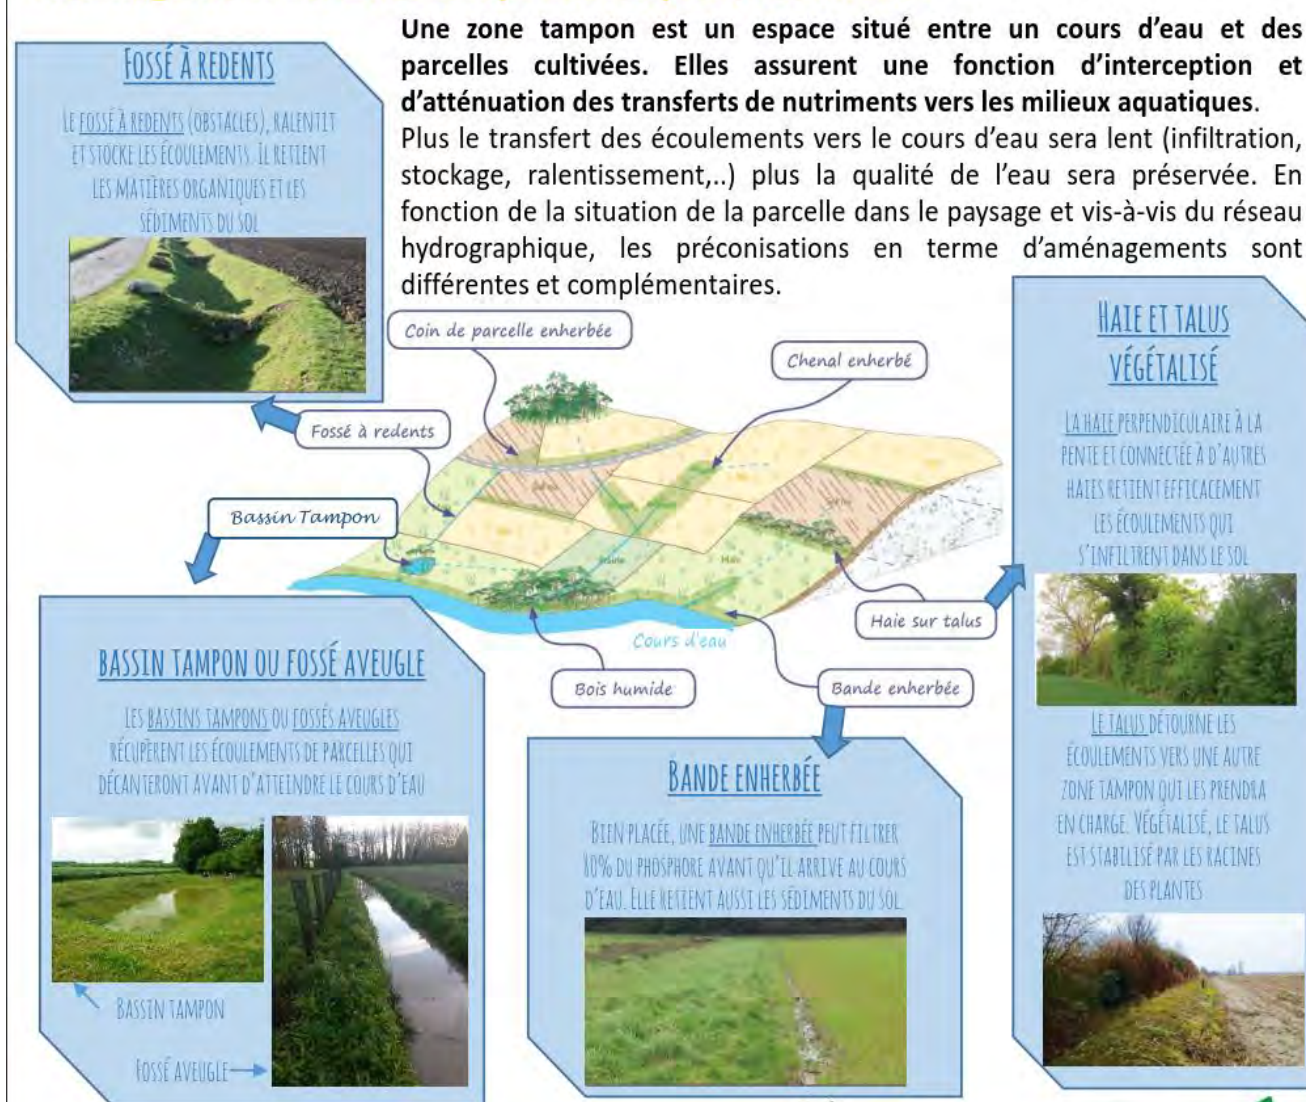 Une zone tampon est un espace situé entre un cours d'eau et des
parcelles cultivées. Elles assurent une fonction d'interception et
d'atténuation des transferts de nutriments vers les milieux aquatiques.
Plus le transfert des écoulements vers le cours d'eau sera lent (infiltration,
stockage, ralentissement,..) plus la qualité de l'eau sera préservée. En
fonction de la situation de la parcelle dans le paysage et vis-à-vis du réseau
hydrographique, les préconisations en terme d'aménagements sont
différentes et complémentaires.
FOSSÉ À REDENTS
LE FOSSÉ À REDENTS (OBSTACLES), RALENTIT
ET STOCKE LES ÉCOULEMENTS. IL RETIENT
LES MATIÈRES ORGANIQUES ET LES
SÉDIMENTS DU SOL
Coin de parcelle enherbée
Chenal enherbé
Fossé à redents
Bassin Tampon
Haie sur talus
Cours d'eau
Bois humide
Bande enherbée
HAIE ET TALUS
VÉGÉTALISÉ
LA HAIE PERPENDICULAIRE À LA
PENTE ET CONNECTÉE À D'AUTRES
HAIES RETIENT EFFICACEMENT
LES ÉCOULEMENTS QUI
S'INFILTRENT DANS LE SOL
LE TALUS DÉTOURNE LES
ÉCOULEMENTS VERS UNE AUTRE
ZONE TAMPON QUI LES PRENDRA
EN CHARGE. VÉGÉTALISÉ, LE TALUS
EST STABILISÉ PAR LES RACINES
DES PLANTES
BASSIN TAMPON OU FOSSÉ AVEUGLE
LES BASSINS TAMPONS OU FOSSÉS AVEUGLES
RÉCUPÈRENT LES ÉCOULEMENTS DE PARCELLES QUI
DÉCANTERONT AVANT D'ATTEINDRE LE COURS D'EAU
BASSIN TAMPON
FOSSÉ AVEUGLE
BANDE ENHERBÉE
BIEN PLACÉE, UNE BANDE ENHERBÉE PEUT FILTRER
80% DU PHOSPHORE AVANT QU'IL ARRIVE AU COURS
D'EAU. ELLE RETIENT AUSSI LES SÉDIMENTS DU SOL.